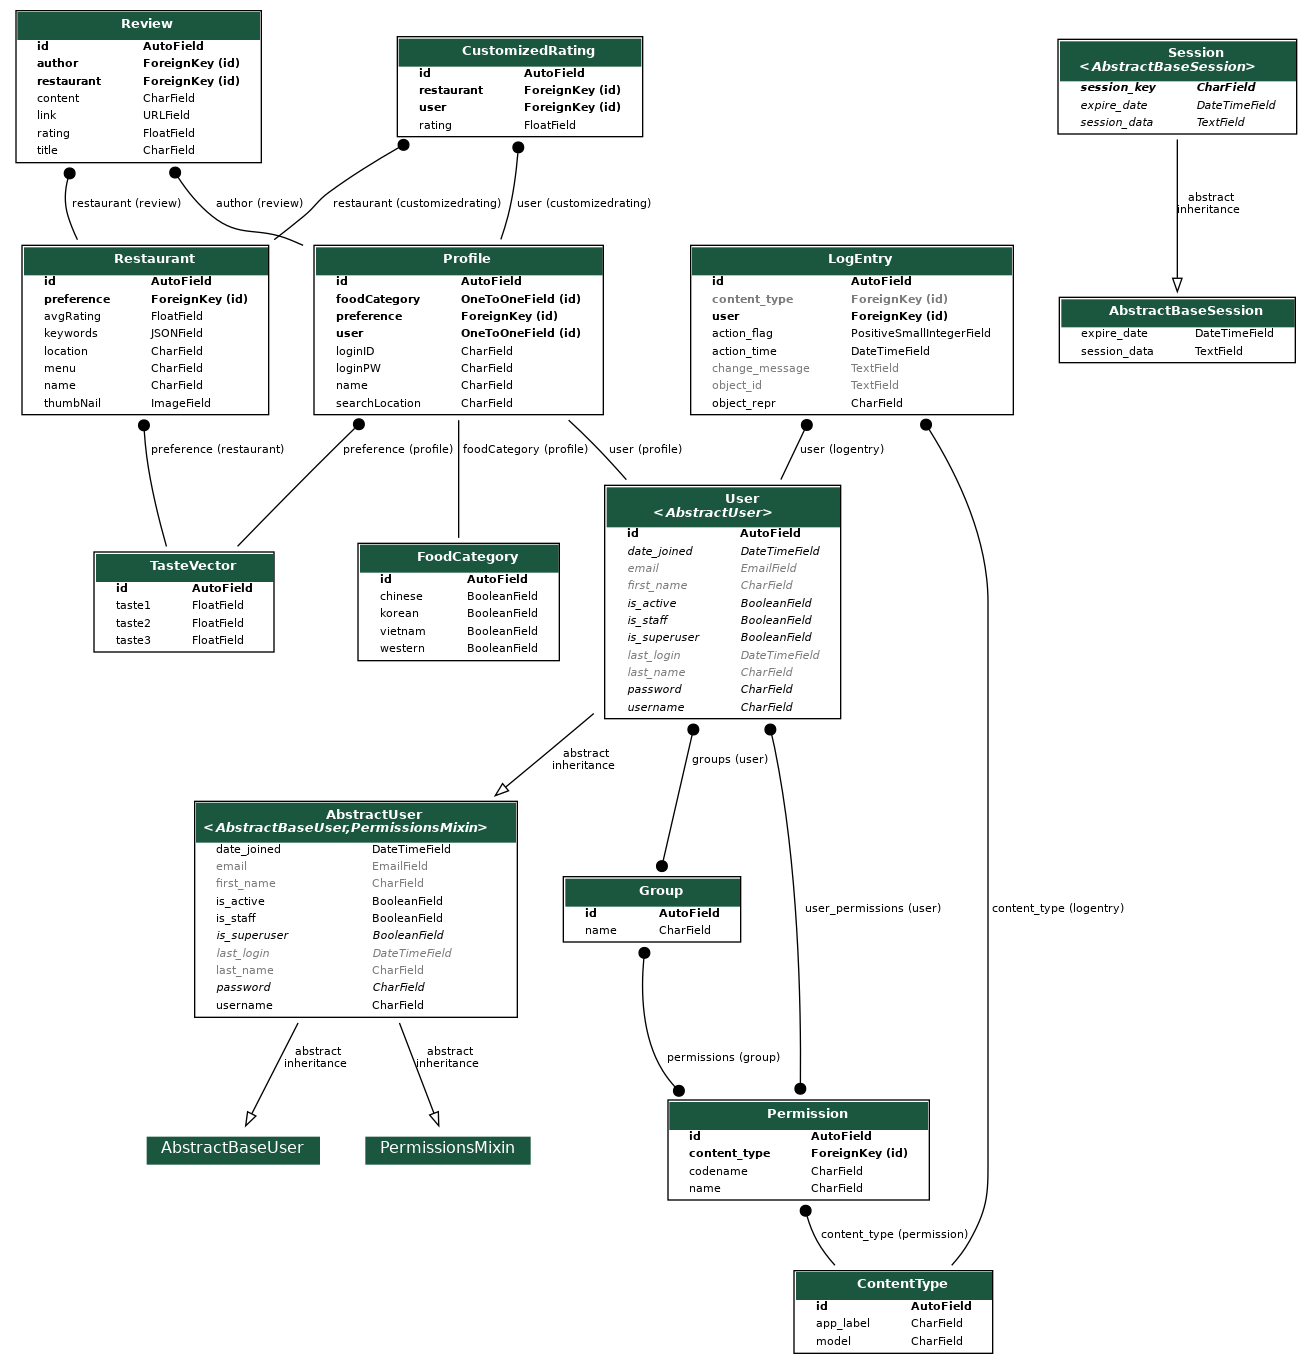 Review
id AutoField
author ForeignKey (id)
restaurant ForeignKey (id)
content CharField
link URLField
rating FloatField
title CharField
CustomizedRating
id AutoField
restaurant ForeignKey (id)
user ForeignKey (id)
rating FloatField
Session
<AbstractBaseSession>
session_key CharField
expire_date DateTimeField
session_data TextField
restaurant (review)
author (review)
restaurant (customizedrating)
user (customizedrating)
abstract
inheritance
Restaurant
id AutoField
preference ForeignKey (id)
avgRating FloatField
keywords JSONField
location CharField
menu CharField
name CharField
thumbNail ImageField
Profile
id AutoField
foodCategory OneToOneField (id)
preference ForeignKey (id)
user OneToOneField (id)
loginID CharField
loginPW CharField
name CharField
searchLocation CharField
LogEntry
id AutoField
content_type ForeignKey (id)
user ForeignKey (id)
action_flag PositiveSmallIntegerField
action_time DateTimeField
change_message TextField
object_id TextField
object_repr CharField
AbstractBaseSession
expire_date DateTimeField
session_data TextField
preference (restaurant)
preference (profile)
foodCategory (profile)
user (profile)
user (logentry)
TasteVector
id AutoField
taste1 FloatField
taste2 FloatField
taste3 FloatField
FoodCategory
id AutoField
chinese BooleanField
korean BooleanField
vietnam BooleanField
western BooleanField
User
<AbstractUser>
id AutoField
date_joined DateTimeField
email EmailField
first_name CharField
is_active BooleanField
is_staff BooleanField
is_superuser BooleanField
last_login DateTimeField
last_name CharField
password CharField
username CharField
abstract
inheritance
groups (user)
AbstractUser
<AbstractBaseUser,PermissionsMixin>
date_joined DateTimeField
email EmailField
first_name CharField
is_active BooleanField
is_staff BooleanField
is_superuser BooleanField
last_login DateTimeField
last_name CharField
password CharField
username CharField
Group
id AutoField
name CharField
user_permissions (user)
content_type (logentry)
abstract
inheritance
abstract
inheritance
permissions (group)
AbstractBaseUser
PermissionsMixin
Permission
id AutoField
content_type ForeignKey (id)
codename CharField
name CharField
content_type (permission)
ContentType
id AutoField
app_label CharField
model CharField